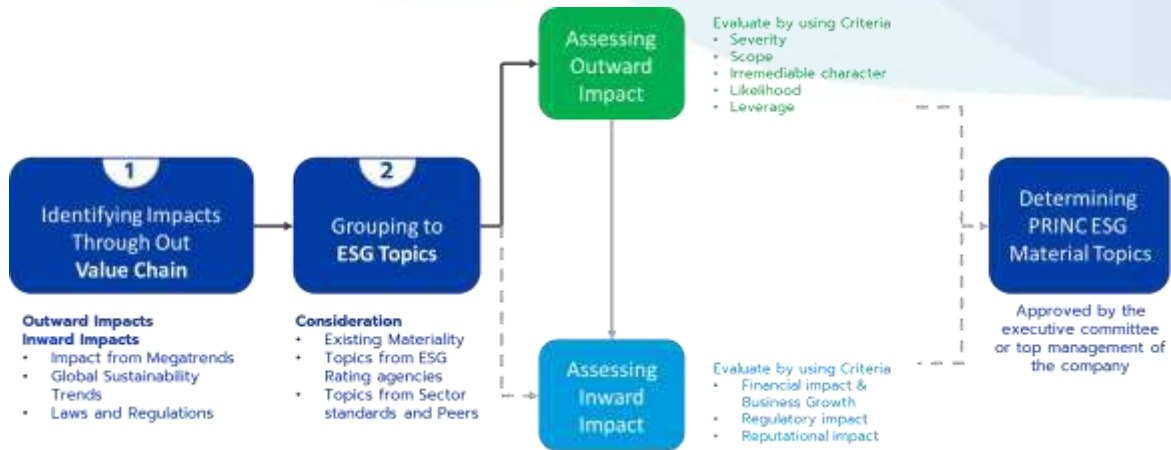 1
Identifying Impacts
Through Out
Value Chain
Outward Impacts
Inward Impacts
• Impact from Megatrends
• Global Sustainability
Trends
• Laws and Regulations
2
Grouping to
ESG Topics
Consideration
• Existing Materiality
• Topics from ESG
Rating agencies
• Topics from Sector
standards and Peers
Assessing
Outward
Impact
Evaluate by using Criteria
• Severity
• Scope
• Irremediable character
• Likelihood
• Leverage
Assessing
Inward
Impact
Evaluate by using Criteria
• Financial impact &
Business Growth
• Regulatory impact
• Reputational impact
Determining
PRINC ESG
Material Topics
Approved by the
executive committee
or top management of
the company